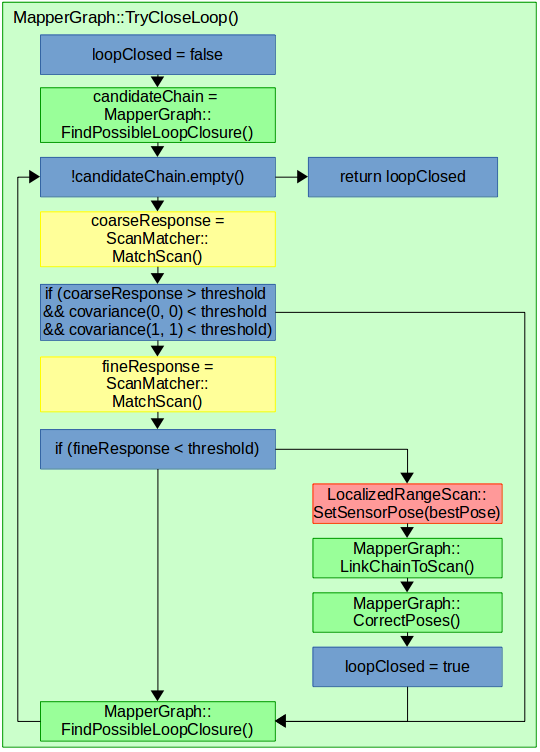 MapperGraph::TryCloseLoop()
loopClosed = false
candidateChain =
MapperGraph::
FindPossibleLoopClosure()
!candidateChain.empty()
return loopClosed
coarseResponse =
ScanMatcher::
MatchScan()
if (coarseResponse > threshold
&& covariance(0, 0) < threshold
&& covariance(1, 1) < threshold)
fineResponse =
ScanMatcher::
MatchScan()
if (fineResponse < threshold)
LocalizedRangeScan::
SetSensorPose(bestPose)
MapperGraph::
LinkChainToScan()
MapperGraph::
CorrectPoses()
loopClosed = true
MapperGraph::
FindPossibleLoopClosure()